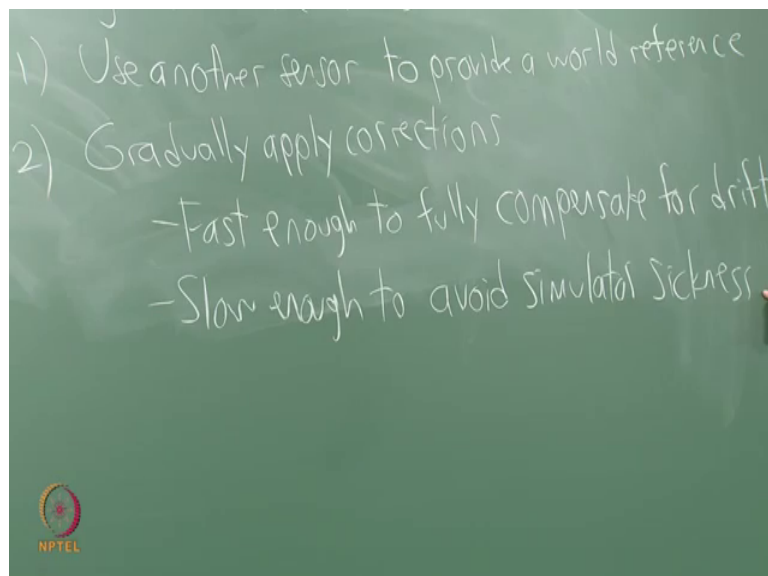 1) Use another sensor to provide a world reference
2) Gradually apply corrections
-Fast enough to fully compensate for drift
-Slow enough to avoid simulator sickness
NPTEL